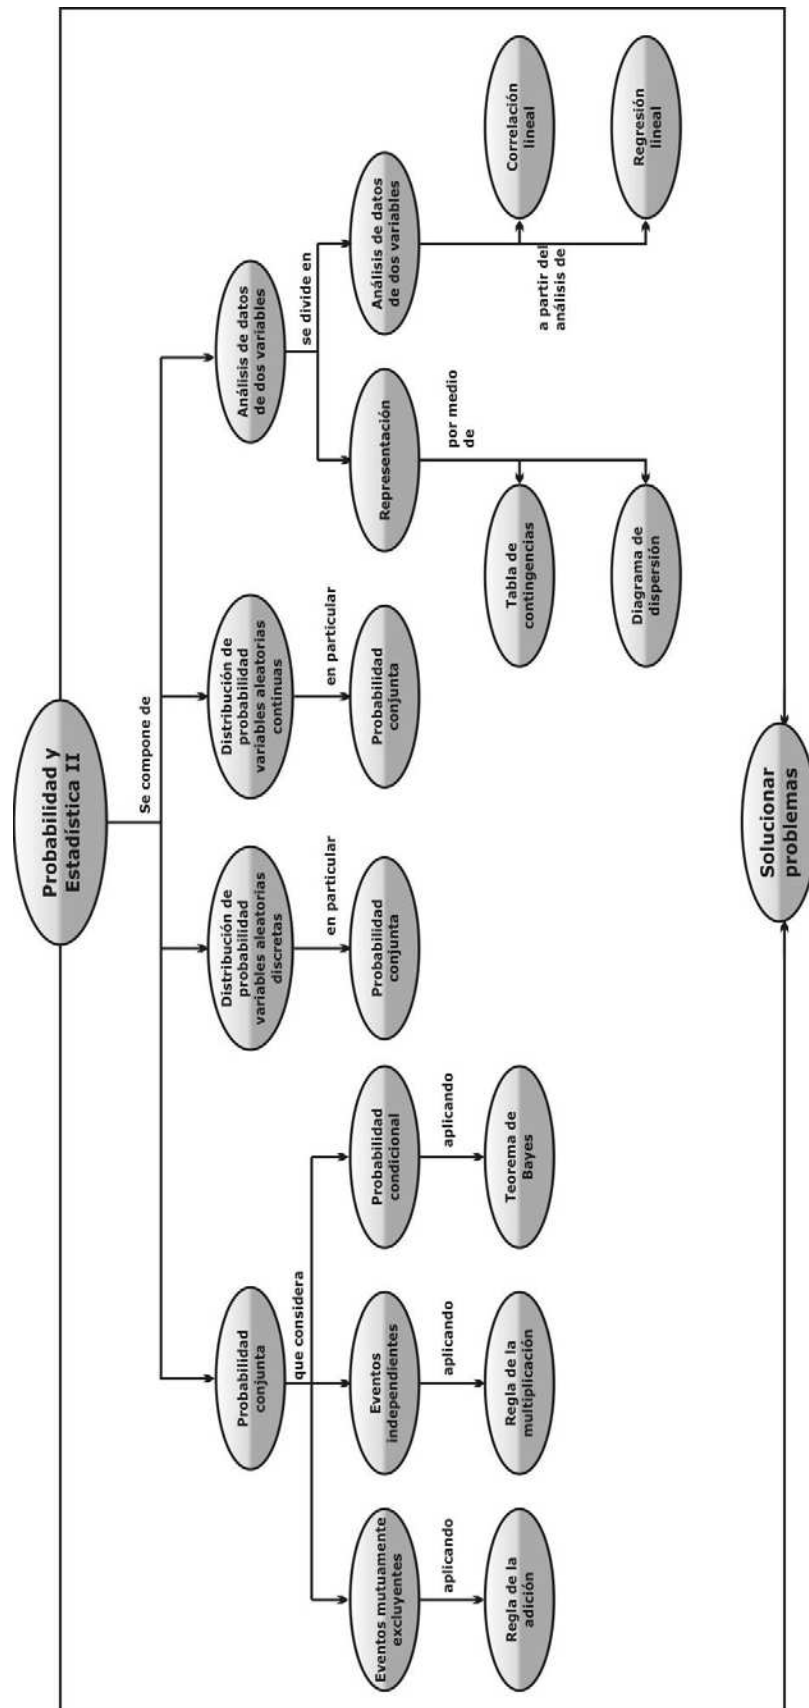 Probabilidad y
Estadística II
Se compone de
Probabilidad
conjunta
Distribución de
probabilidad
variables aleatorias
discretas
Distribución de
probabilidad
variables aleatorias
continuas
Análisis de datos
de dos variables
que considera
en particular
en particular
se divide en
Eventos mutuamente
excluyentes
Eventos
independientes
Probabilidad
condicional
Probabilidad
conjunta
Probabilidad
conjunta
Representación
Análisis de datos
de dos variables
aplicando
aplicando
aplicando
por medio
de
a partir del
análisis de
Regla de la
adición
Regla de la
multiplicación
Teorema de
Bayes
Tabla de
contingencias
Correlación
lineal
Diagrama de
dispersión
Regresión
lineal
Solucionar
problemas